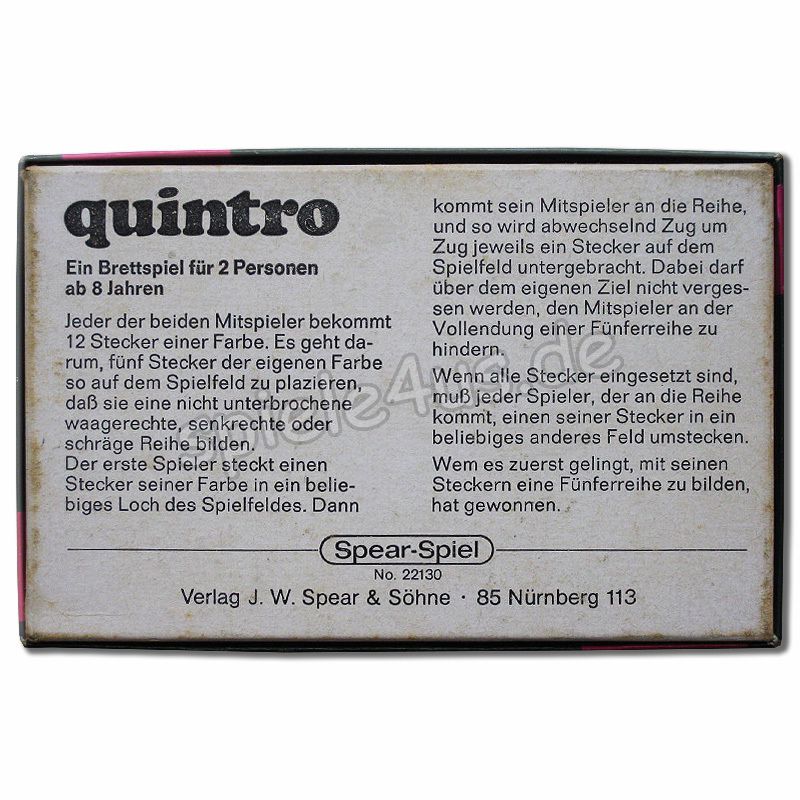 quintro
Ein Brettspiel für 2 Personen
ab 8 Jahren
Jeder der beiden Mitspieler bekommt
12 Stecker einer Farbe. Es geht da-
rum, fünf Stecker der eigenen Farbe
so auf dem Spielfeld zu plazieren,
daß sie eine nicht unterbrochene
waagerechte, senkrechte oder
schräge Reihe bilden.
Der erste Spieler steckt einen
Stecker seiner Farbe in ein belie-
biges Loch des Spielfeldes. Dann
kommt sein Mitspieler an die Reihe,
und so wird abwechselnd Zug um
Zug jeweils ein Stecker auf dem
Spielfeld untergebracht. Dabei darf
über dem eigenen Ziel nicht verges-
sen werden, den Mitspieler an der
Vollendung einer Fünferreihe zu
hindern.
Wenn alle Stecker eingesetzt sind,
muß jeder Spieler, der an die Reihe
kommt, einen seiner Stecker in ein
beliebiges anderes Feld umstecken.
Wem es zuerst gelingt, mit seinen
Steckern eine Fünferreihe zu bilden,
hat gewonnen.
Spear-Spiel
No. 22130
Verlag J. W. Spear & Söhne · 85 Nürnberg 113
spiele4us.de